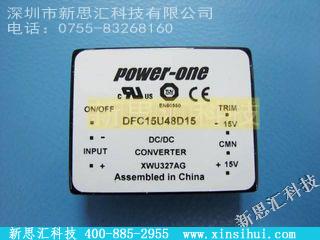 深圳市新思汇科技有限公司
电话：0755-83268160
power-one
EN60950
ON/OFF
TRIM
DFC15U48D15
- 15V
DC/DC
INPUT
CONVERTER
CMN
XWU327AG
+ 15V
Assembled in China
新思汇科技
新思汇科技 400-885-2955 www.xinsihui.com